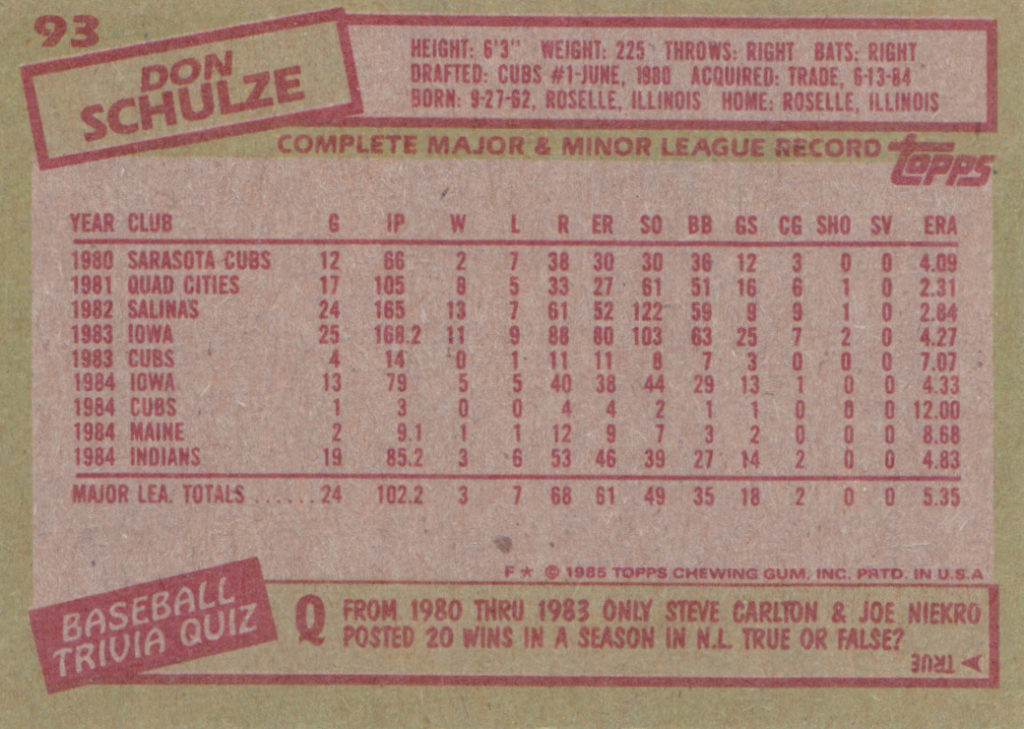 93
DON
SCHULZE
HEIGHT: 6'3" WEIGHT: 225 THROWS: RIGHT BATS: RIGHT
DRAFTED: CUBS #1-JUNE, 1980 ACQUIRED: TRADE, 6-13-84
BORN: 9-27-62, ROSELLE, ILLINOIS HOME: ROSELLE, ILLINOIS
COMPLETE MAJOR & MINOR LEAGUE RECORD
TOPPS
YEAR CLUB G IP W L R ER SO BB GS CG SHO SV ERA
1980 SARASOTA CUBS 12 66 2 7 38 30 30 36 12 3 0 0 4.09
1981 QUAD CITIES 17 105 8 5 33 27 61 51 16 6 1 0 2.31
1982 SALINAS 24 165 13 7 61 52 122 59 9 9 1 0 2.84
1983 IOWA 25 168.2 11 9 88 80 103 63 25 7 2 0 4.27
1983 CUBS 4 14 0 1 11 11 8 7 3 0 0 0 7.07
1984 IOWA 13 79 5 5 40 38 44 29 13 1 0 0 4.33
1984 CUBS 1 3 0 0 4 4 2 1 1 0 0 0 12.00
1984 MAINE 2 9.1 1 1 12 9 7 3 2 0 0 0 8.68
1984 INDIANS 19 85.2 3 6 53 46 39 27 14 2 0 0 4.83
MAJOR LEA. TOTALS ....... 24 102.2 3 7 68 61 49 35 18 2 0 0 5.35
F ★ © 1985 TOPPS CHEWING GUM, INC. PRTD. IN U.S.A
BASEBALL
TRIVIA QUIZ
Q FROM 1980 THRU 1983 ONLY STEVE CARLTON & JOE NIEKRO
POSTED 20 WINS IN A SEASON IN N.L. TRUE OR FALSE?
TRUE